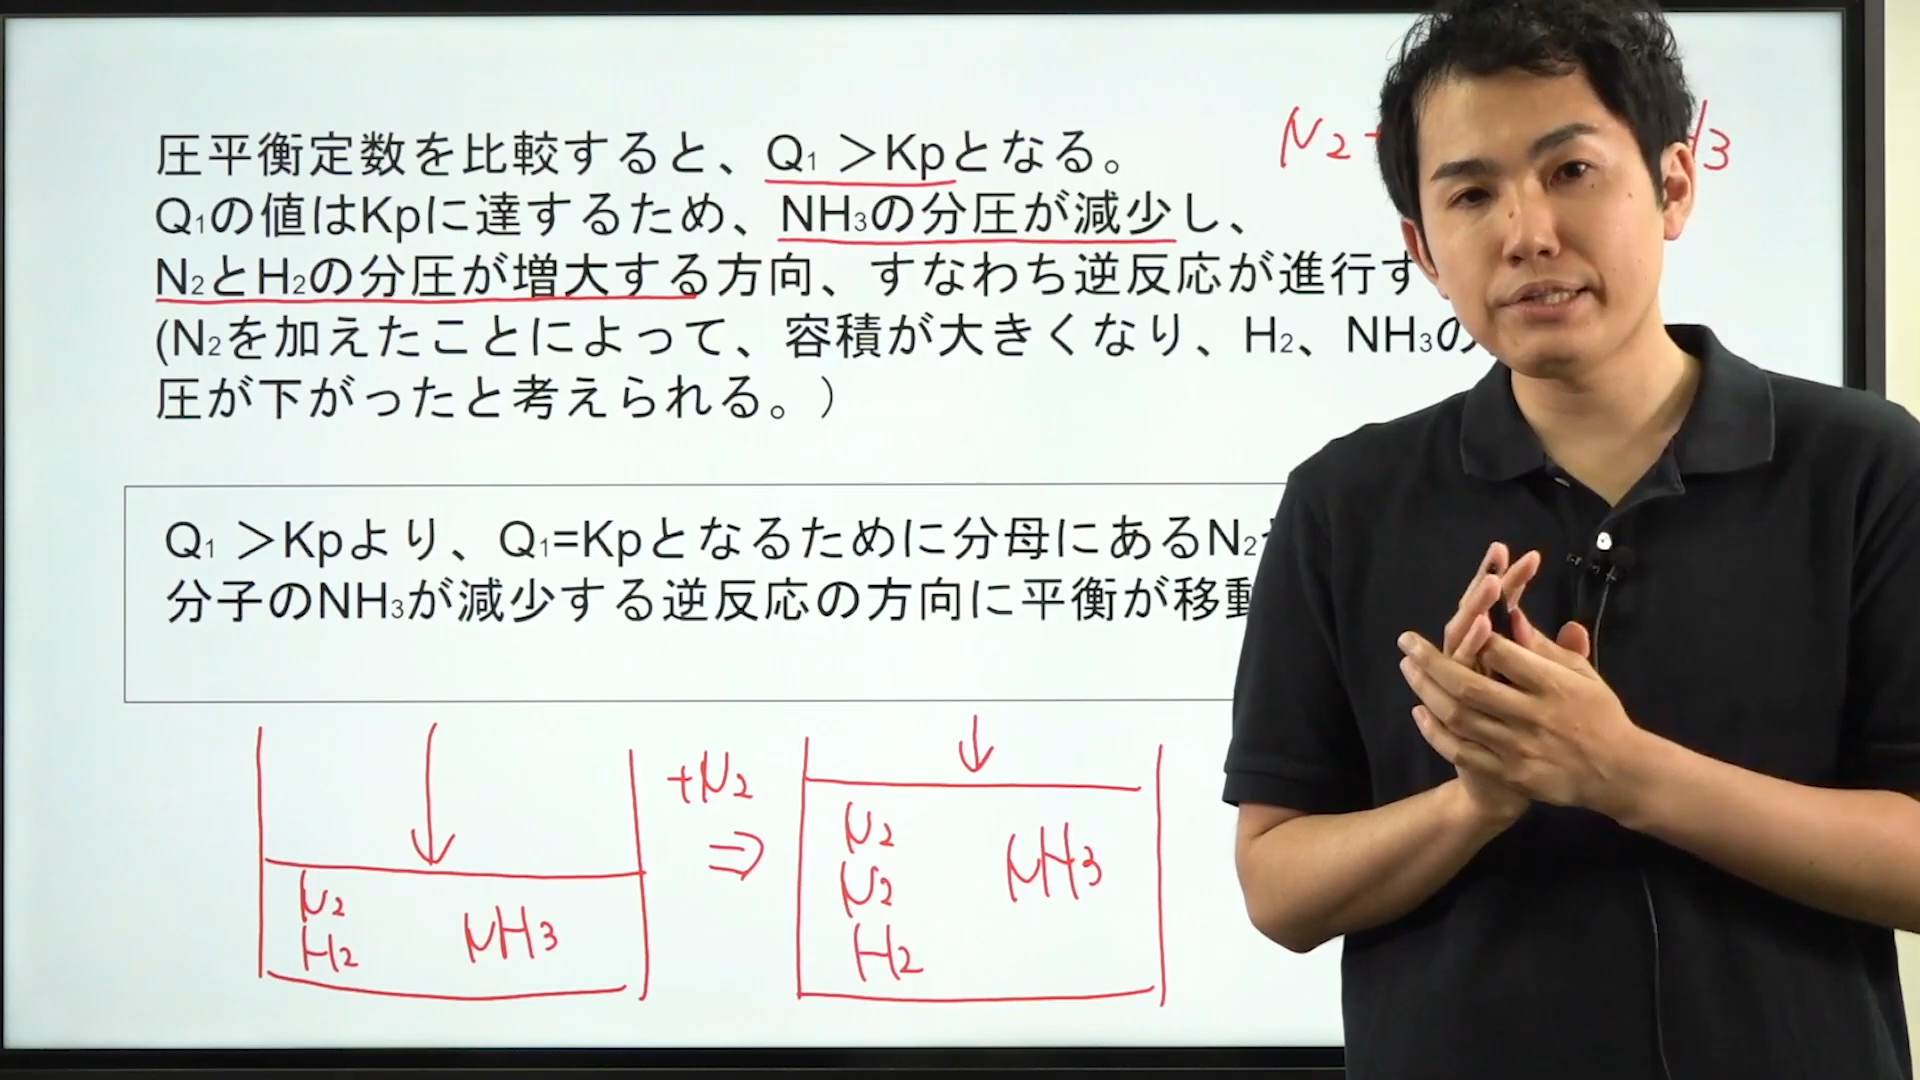 圧平衡定数を比較すると、Q₁ ＞Kpとなる。
Q₁の値はKpに達するため、NH₃の分圧が減少し、
N₂とH₂の分圧が増大する方向、すなわち逆反応が進行す
(N₂を加えたことによって、容積が大きくなり、H₂、NH₃の
圧が下がったと考えられる。）
N₂+
H3
Q₁ ＞Kpより、Q₁=Kpとなるために分母にあるN₂
分子のNH₃が減少する逆反応の方向に平衡が移動
N₂
H₂
NH₃
+N₂
⇒
N₂
N₂
H₂
NH₃